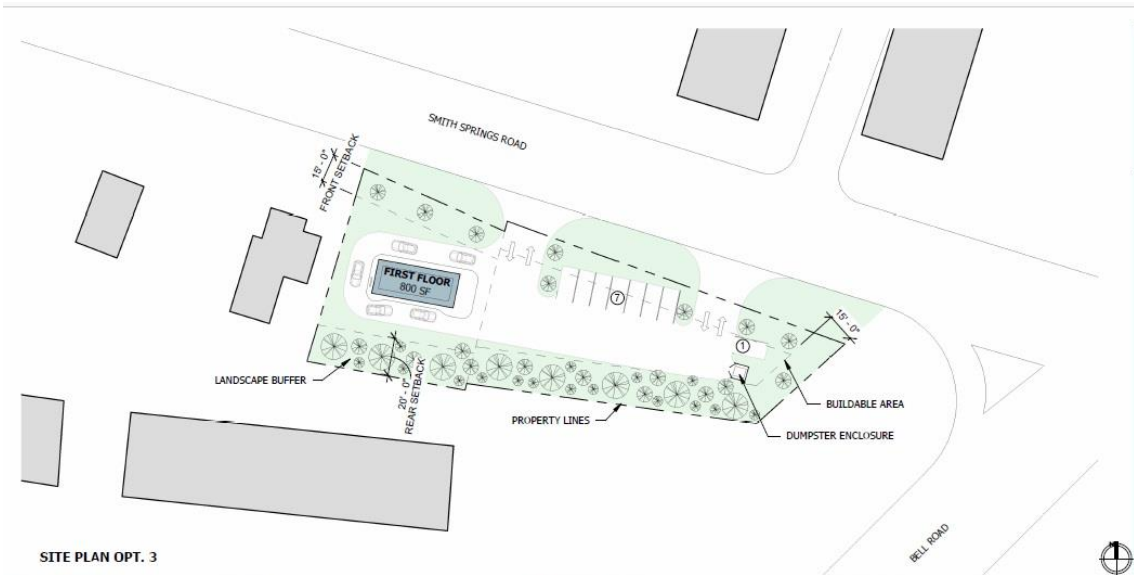 SMITH SPRINGS ROAD
15' - 0"
FRONT SETBACK
FIRST FLOOR
800 SF
7
15' - 0"
1
LANDSCAPE BUFFER
20' - 0"
REAR SETBACK
PROPERTY LINES
BUILDABLE AREA
DUMPSTER ENCLOSURE
BELL ROAD
SITE PLAN OPT. 3
N